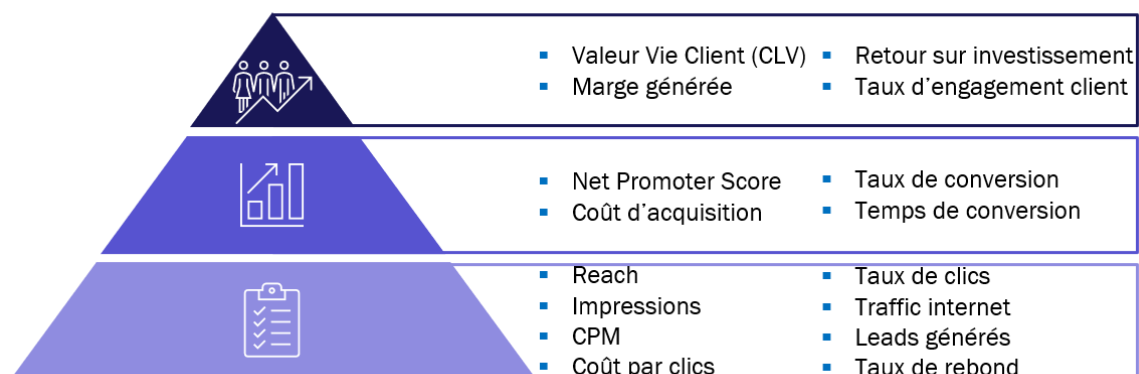 Valeur Vie Client (CLV)
Marge générée
Retour sur investissement
Taux d'engagement client
Net Promoter Score
Coût d'acquisition
Taux de conversion
Temps de conversion
Reach
Impressions
CPM
Coût par clics
Taux de clics
Traffic internet
Leads générés
Taux de rebond